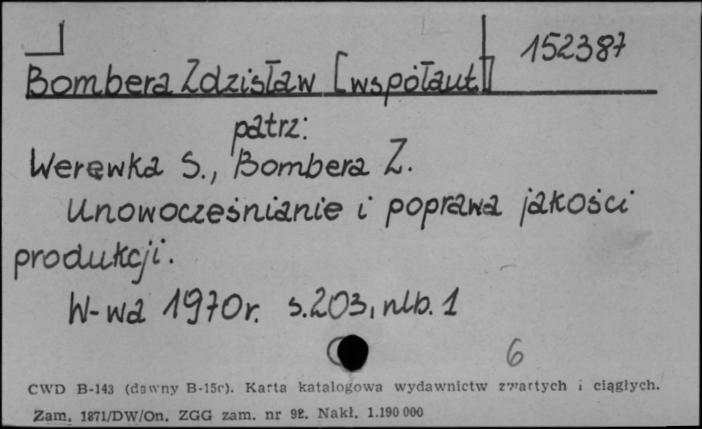 152387
Bombera Zdzisław [współaut]
patrz:
Werewka S., Bombera Z.
Unowocześnianie i poprawa jakości
produkcji.
W-wa 1970r. s.203, nlb. 1
6
CWD B-143 (dawny B-15c). Karta katalogowa wydawnictw zwartych i ciągłych.
Zam. 1871/DW/On. ZGG zam. nr 92. Nakł. 1.190 000